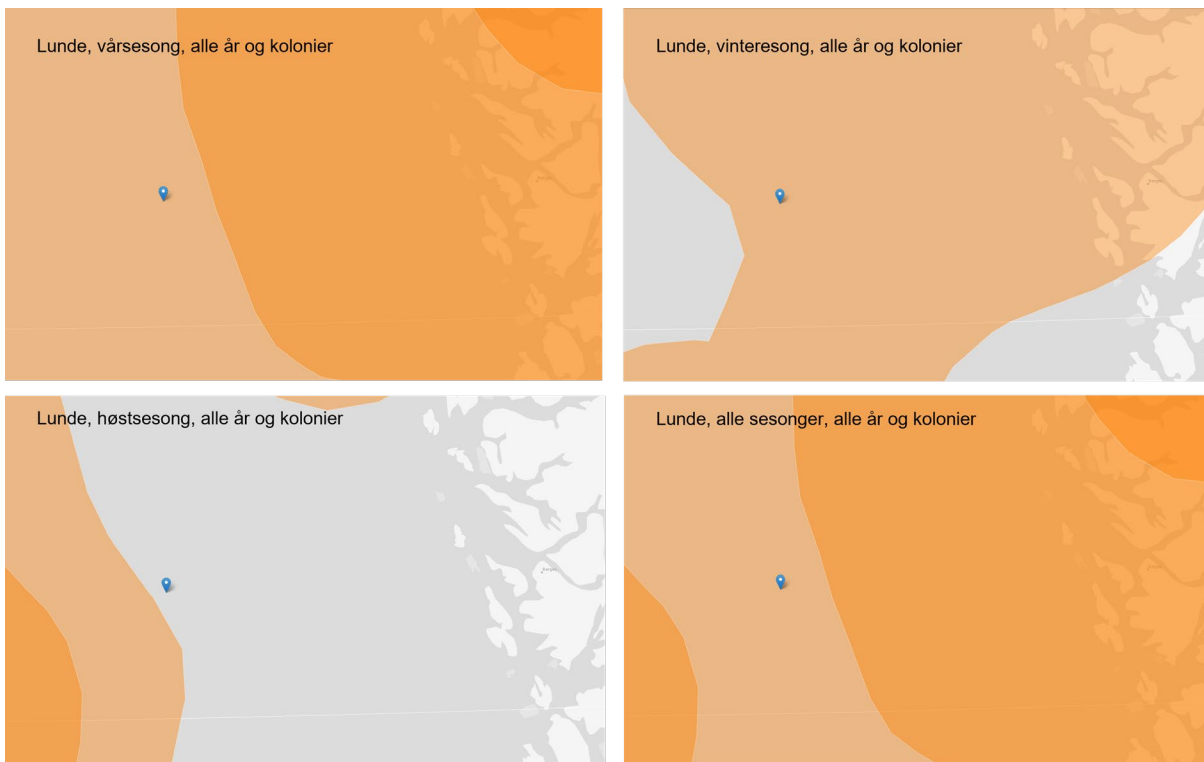 Lunde, vårsesong, alle år og kolonier
Lunde, vinteresong, alle år og kolonier
Lunde, høstsesong, alle år og kolonier
Lunde, alle sesonger, alle år og kolonier